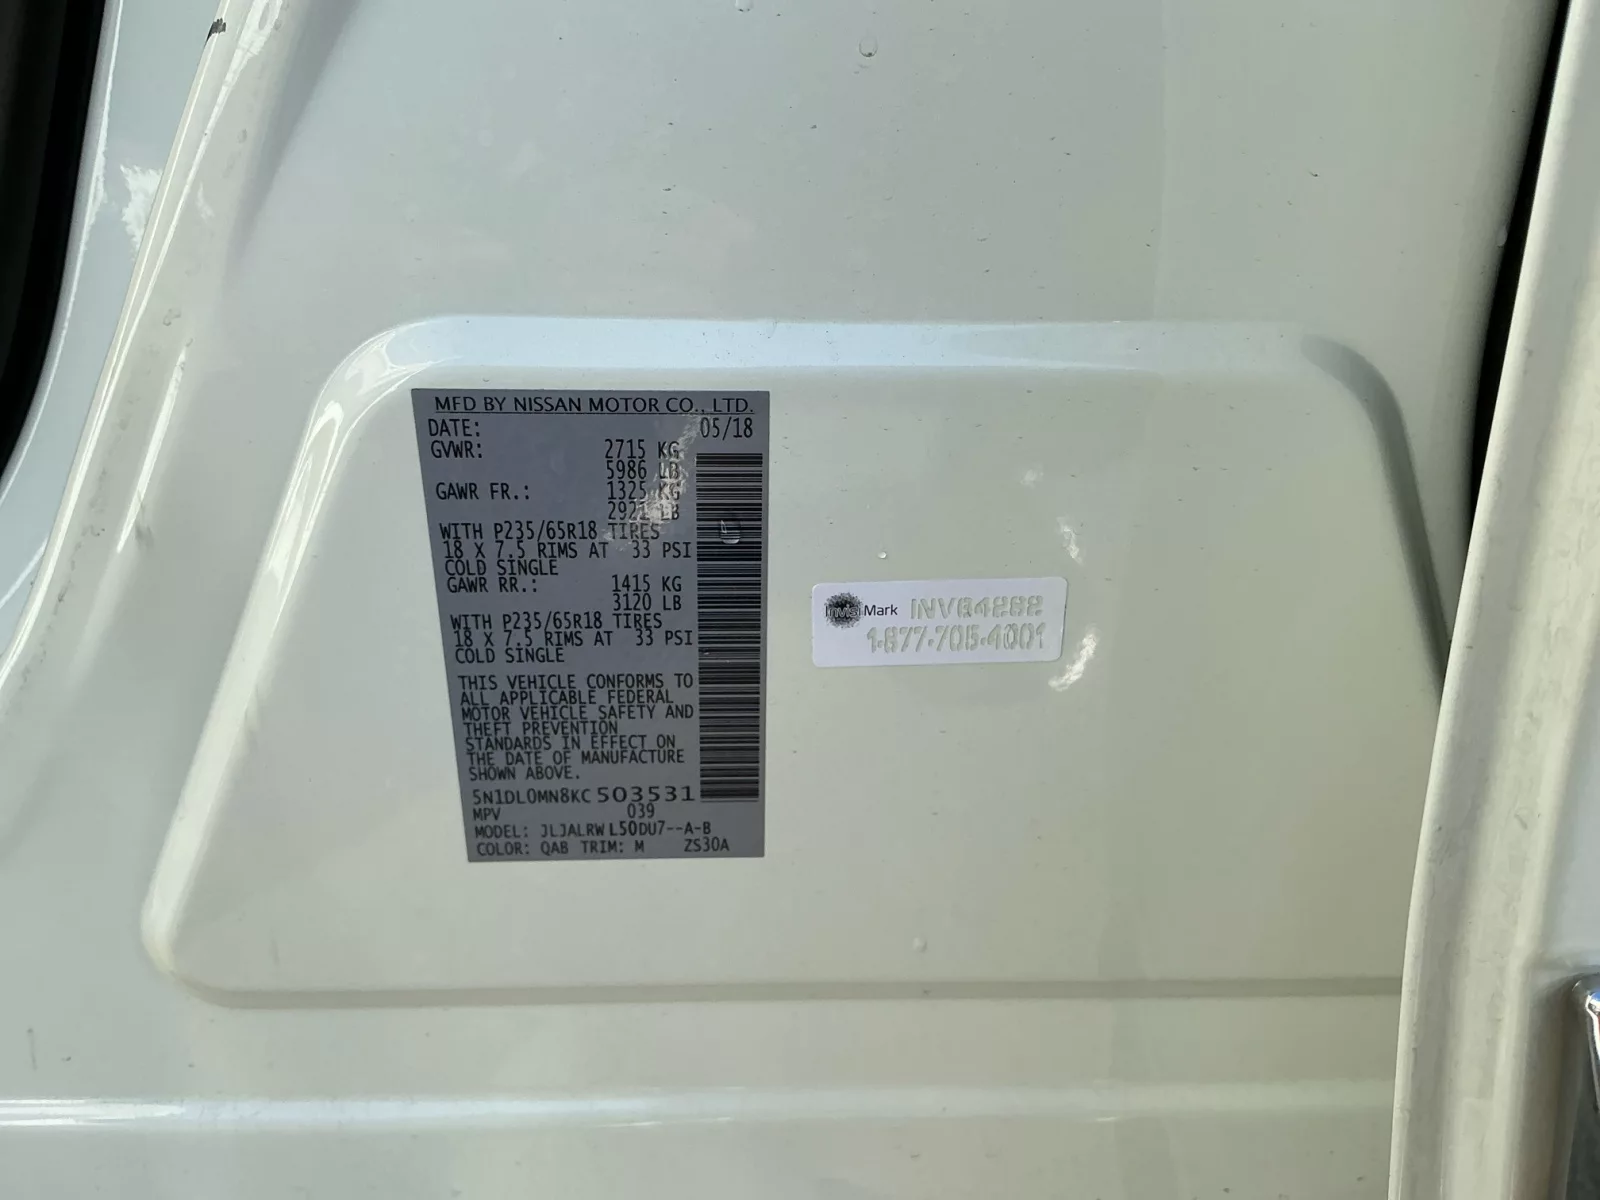 MFD BY NISSAN MOTOR CO., LTD.
DATE: 05/18
GVWR: 2715 KG
5986 LB
GAWR FR.: 1325 KG
2921 LB
WITH P235/65R18 TIRES
18 X 7.5 RIMS AT 33 PSI
COLD SINGLE
GAWR RR.: 1415 KG
3120 LB
WITH P235/65R18 TIRES
18 X 7.5 RIMS AT 33 PSI
COLD SINGLE
THIS VEHICLE CONFORMS TO
ALL APPLICABLE FEDERAL
MOTOR VEHICLE SAFETY AND
THEFT PREVENTION
STANDARDS IN EFFECT ON
THE DATE OF MANUFACTURE
SHOWN ABOVE.
5N1DL0MN8KC503531
MPV 039
MODEL: JLJALRW L50DU7--A-B
COLOR: QAB TRIM: M ZS30A
InvisiMark
1-877-705-4001